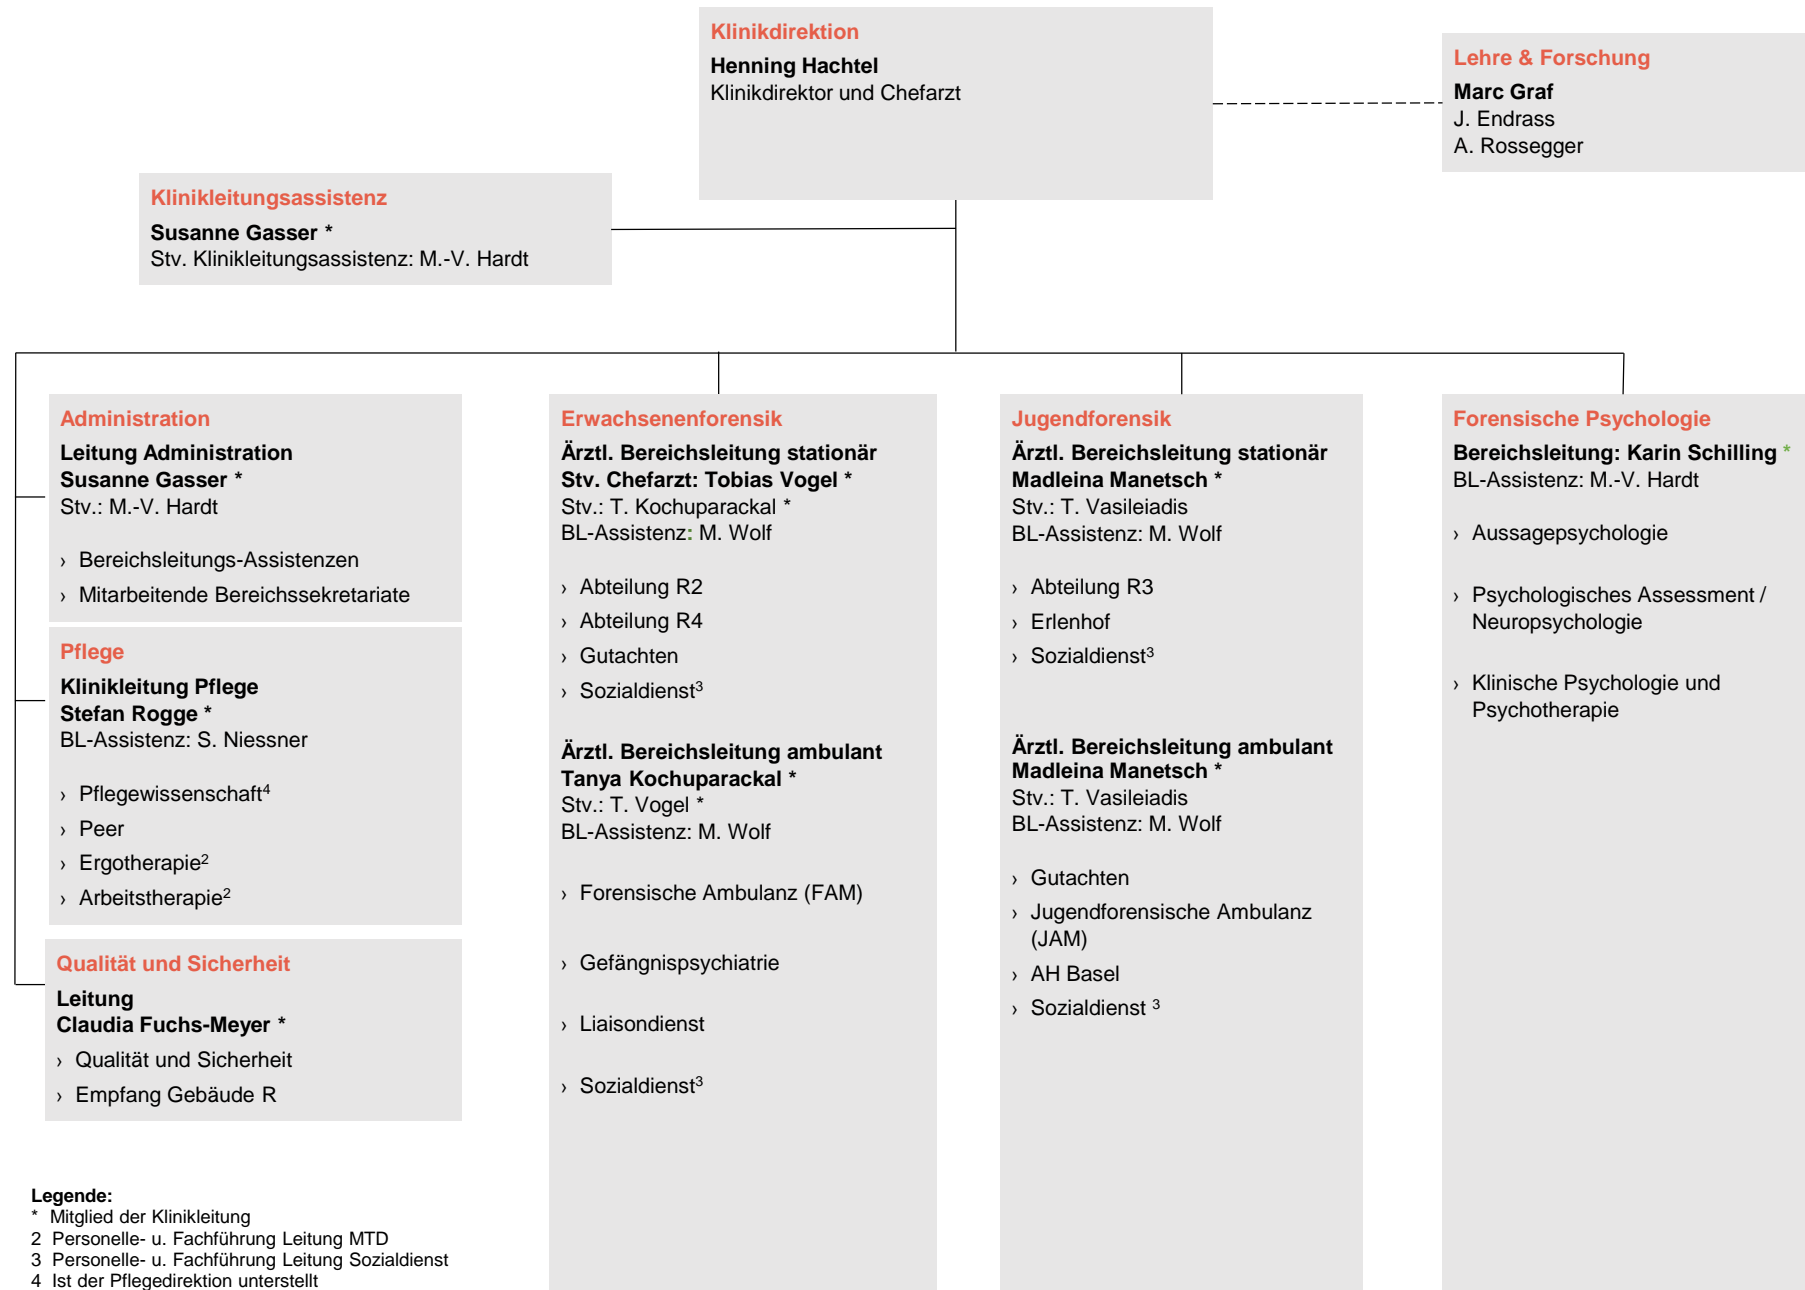 Klinikdirektion
Henning Hachtel
Klinikdirektor und Chefarzt
Lehre & Forschung
Marc Graf
J. Endrass
A. Rossegger
Klinikleitungsassistenz
Susanne Gasser *
Stv. Klinikleitungsassistenz: M.-V. Hardt
Administration
Leitung Administration
Susanne Gasser *
Stv.: M.-V. Hardt
› Bereichsleitungs-Assistenzen
› Mitarbeitende Bereichssekretariate
Pflege
Klinikleitung Pflege
Stefan Rogge *
BL-Assistenz: S. Niessner
› Pflegewissenschaft⁴
› Peer
› Ergotherapie²
› Arbeitstherapie²
Qualität und Sicherheit
Leitung
Claudia Fuchs-Meyer *
› Qualität und Sicherheit
› Empfang Gebäude R
Erwachsenenforensik
Ärztl. Bereichsleitung stationär
Stv. Chefarzt: Tobias Vogel *
Stv.: T. Kochuparackal *
BL-Assistenz: M. Wolf
› Abteilung R2
› Abteilung R4
› Gutachten
› Sozialdienst³
Ärztl. Bereichsleitung ambulant
Tanya Kochuparackal *
Stv.: T. Vogel *
BL-Assistenz: M. Wolf
› Forensische Ambulanz (FAM)
› Gefängnispsychiatrie
› Liaisondienst
› Sozialdienst³
Jugendforensik
Ärztl. Bereichsleitung stationär
Madleina Manetsch *
Stv.: T. Vasileiadis
BL-Assistenz: M. Wolf
› Abteilung R3
› Erlenhof
› Sozialdienst³
Ärztl. Bereichsleitung ambulant
Madleina Manetsch *
Stv.: T. Vasileiadis
BL-Assistenz: M. Wolf
› Gutachten
› Jugendforensische Ambulanz
(JAM)
› AH Basel
› Sozialdienst ³
Forensische Psychologie
Bereichsleitung: Karin Schilling *
BL-Assistenz: M.-V. Hardt
› Aussagepsychologie
› Psychologisches Assessment /
Neuropsychologie
› Klinische Psychologie und
Psychotherapie
Legende:
* Mitglied der Klinikleitung
2 Personelle- u. Fachführung Leitung MTD
3 Personelle- u. Fachführung Leitung Sozialdienst
4 Ist der Pflegedirektion unterstellt